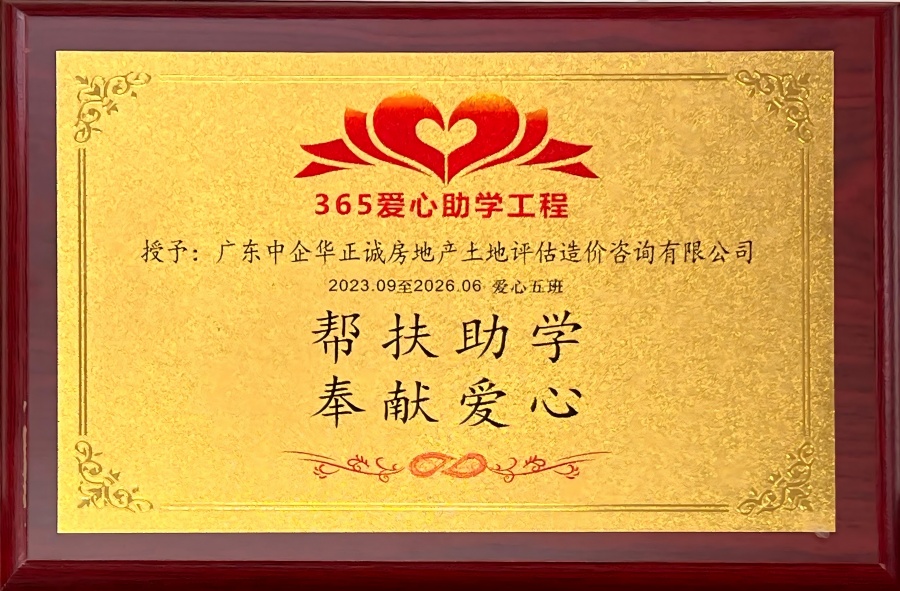 365爱心助学工程
授予：广东中企华正诚房地产土地评估造价咨询有限公司
2023.09至2026.06 爱心五班
帮扶助学
奉献爱心